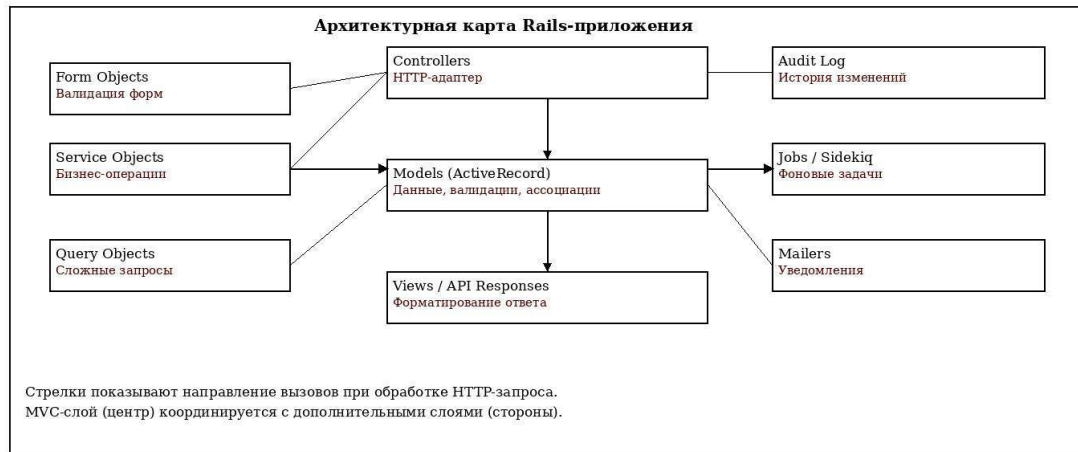 Архитектурная карта Rails-приложения
Form Objects
Валидация форм
Controllers
HTTP-адаптер
Audit Log
История изменений
Service Objects
Бизнес-операции
Models (ActiveRecord)
Данные, валидации, ассоциации
Jobs / Sidekiq
Фоновые задачи
Query Objects
Сложные запросы
Views / API Responses
Форматирование ответа
Mailers
Уведомления
Стрелки показывают направление вызовов при обработке HTTP-запроса.
MVC-слой (центр) координируется с дополнительными слоями (стороны).